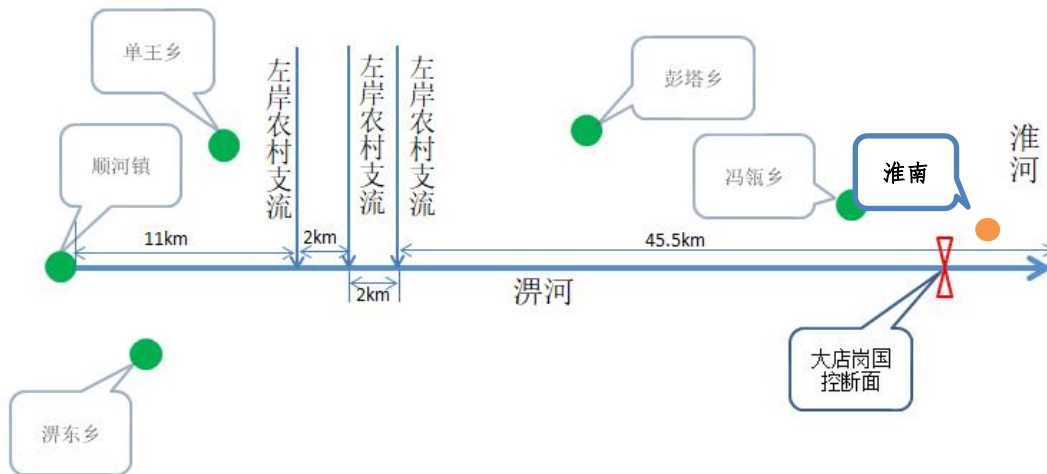 单王乡
顺河镇
左岸农村支流
左岸农村支流
左岸农村支流
彭塔乡
冯瓴乡
淮南
淮河
11km
2km
45.5km
2km
淠河
大店岗国
控断面
淠东乡